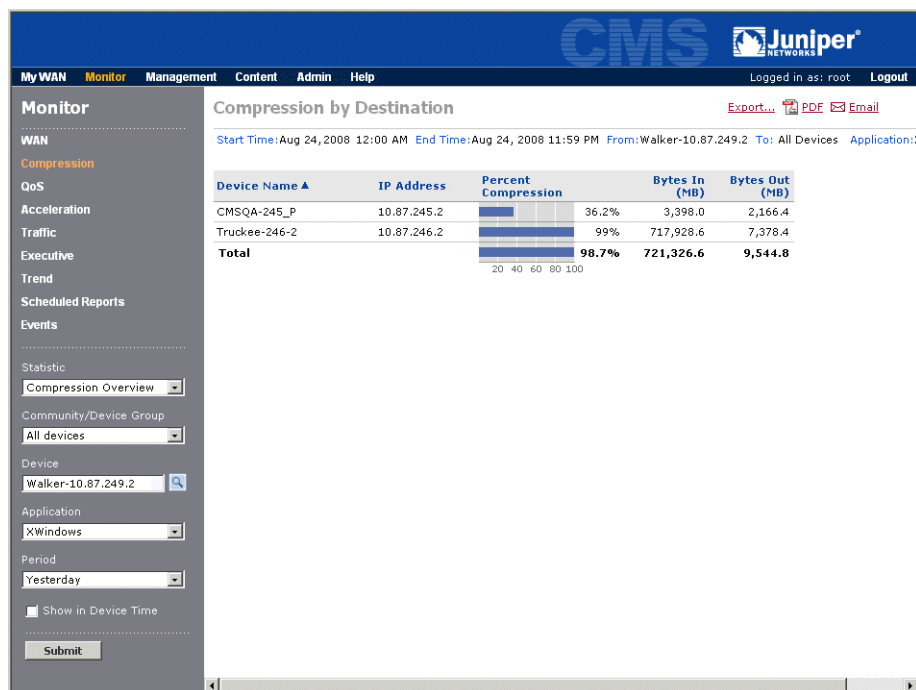 CMS
Juniper®
NETWORKS
My WAN Monitor Management Content Admin Help Logged in as: root Logout
Monitor
WAN
Compression
QoS
Acceleration
Traffic
Executive
Trend
Scheduled Reports
Events
Statistic
Compression Overview
Community/Device Group
All devices
Device
Walker-10.87.249.2
Application
XWindows
Period
Yesterday
Show in Device Time
Submit
Compression by Destination
Export... PDF Email
Start Time:Aug 24,2008 12:00 AM End Time:Aug 24, 2008 11:59 PM From:Walker-10.87.249.2 To: All Devices Application:
Device Name ▲ IP Address Percent Compression Bytes In (MB) Bytes Out (MB)
CMSQA-245_P 10.87.245.2 36.2% 3,398.0 2,166.4
Truckee-246-2 10.87.246.2 99% 717,928.6 7,378.4
Total 98.7% 721,326.6 9,544.8
20 40 60 80 100